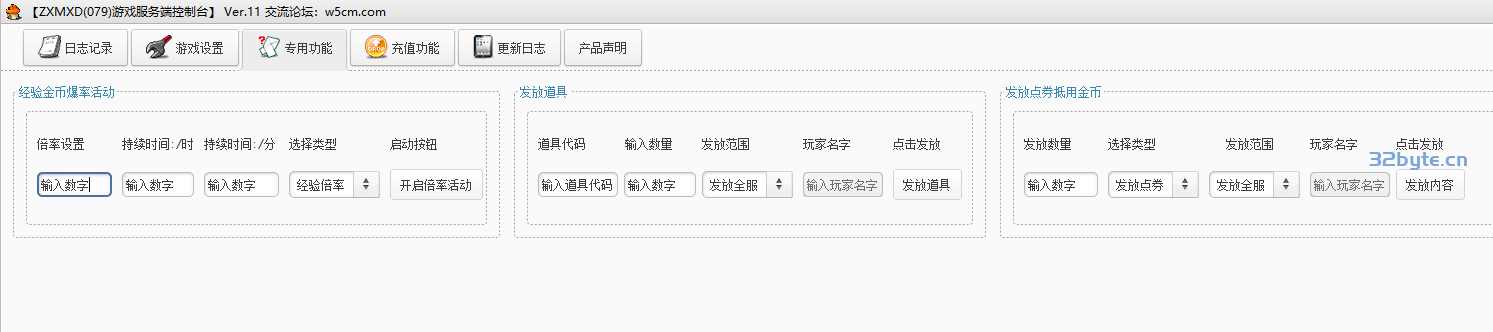 【ZXMXD(079)游戏服务端控制台】 Ver.11 交流论坛：w5cm.com
日志记录 游戏设置 专用功能 充值功能 更新日志 产品声明
经验金币爆率活动 发放道具 发放点券抵用金币
倍率设置 持续时间:/时 持续时间:/分 选择类型 启动按钮 道具代码 输入数量 发放范围 玩家名字 点击发放 发放数量 选择类型 发放范围 玩家名字 点击发放
32byte.cn
输入数字 输入数字 输入数字 经验倍率 开启倍率活动 输入道具代码 输入数字 发放全服 输入玩家名字 发放道具 输入数字 发放点券 发放全服 输入玩家名字 发放内容